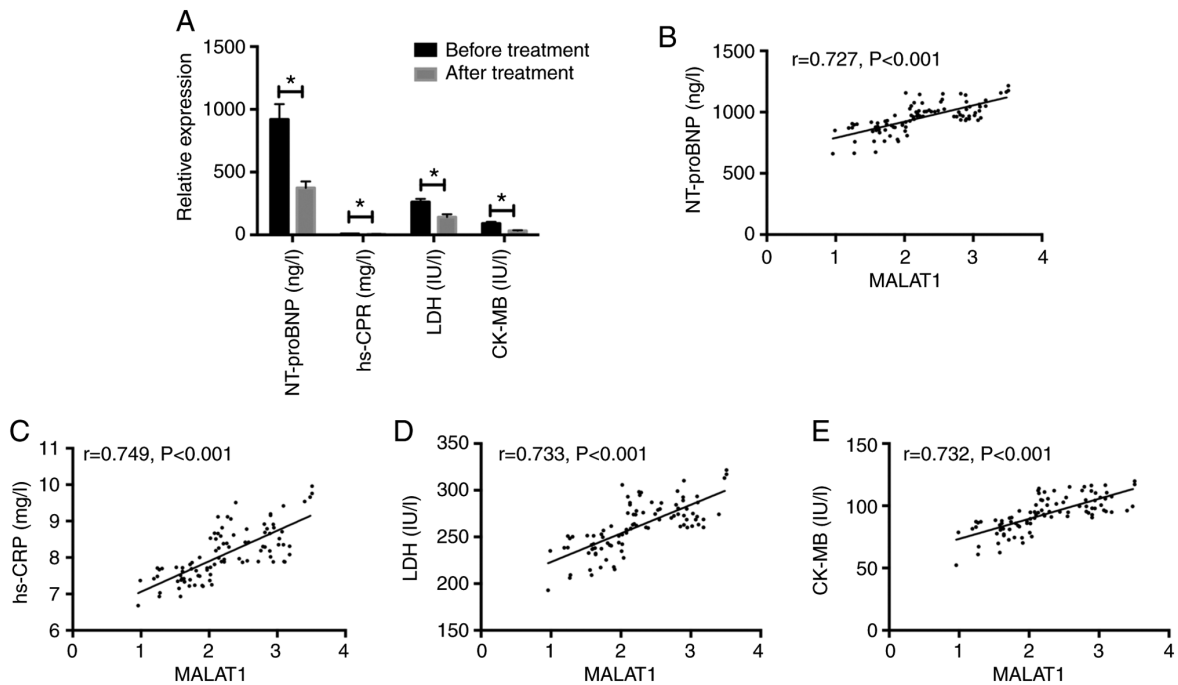 A
1500
1000
500
0
Relative expression
Before treatment
After treatment
*
*
*
*
NT-proBNP (ng/l)
hs-CPR (mg/l)
LDH (IU/l)
CK-MB (IU/l)
B
r=0.727, P<0.001
1500
1000
500
0
NT-proBNP (ng/l)
0 1 2 3 4
MALAT1
C
r=0.749, P<0.001
11
10
9
8
7
6
hs-CRP (mg/l)
0 1 2 3 4
MALAT1
D
r=0.733, P<0.001
350
300
250
200
150
LDH (IU/l)
0 1 2 3 4
MALAT1
E
r=0.732, P<0.001
150
100
50
0
CK-MB (IU/l)
0 1 2 3 4
MALAT1